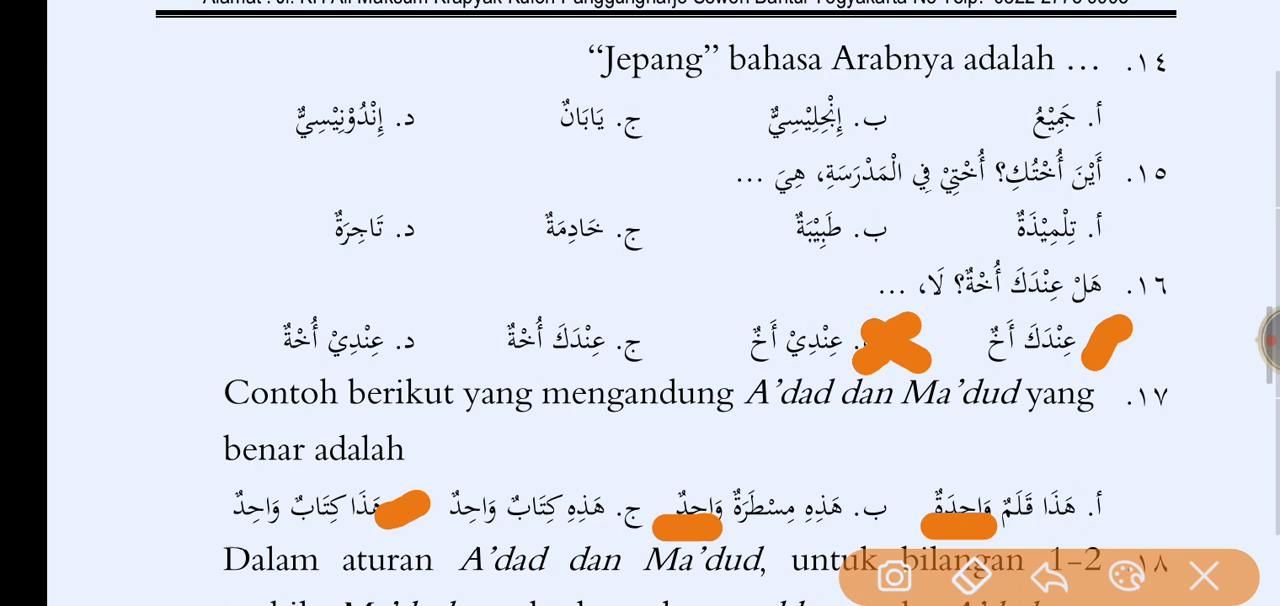 “Jepang” bahasa Arabnya adalah … .١٤
أ. جَمِيْعُ ب. إِنْجِلِيْسِيٌّ ج. يَابَانٌ د. إِنْدُوْنِيْسِيٌّ
١٥. أَيْنَ أُخْتُكِ؟ أُخْتِيْ فِي الْمَدْرَسَةِ، هِيَ …
أ. تِلْمِيْذَةٌ ب. طَبِيْبَةٌ ج. خَادِمَةٌ د. تَاجِرَةٌ
١٦. هَلْ عِنْدَكَ أُخْةٌ؟ لَا، …
عِنْدَكَ أَخٌ عِنْدِيْ أَخٌ ج. عِنْدَكَ أُخْةٌ د. عِنْدِيْ أُخْةٌ
Contoh berikut yang mengandung A’dad dan Ma’dud yang .١٧
benar adalah
أ. هَذَا قَلَمٌ وَاحِدَةٌ ب. هَذِهِ مِسْطَرَةٌ وَاحِدٌ ج. هَذِهِ كِتَابٌ وَاحِدٌ هَذَا كِتَابٌ وَاحِدٌ
Dalam aturan A’dad dan Ma’dud, untuk bilangan 1–2 .١٨